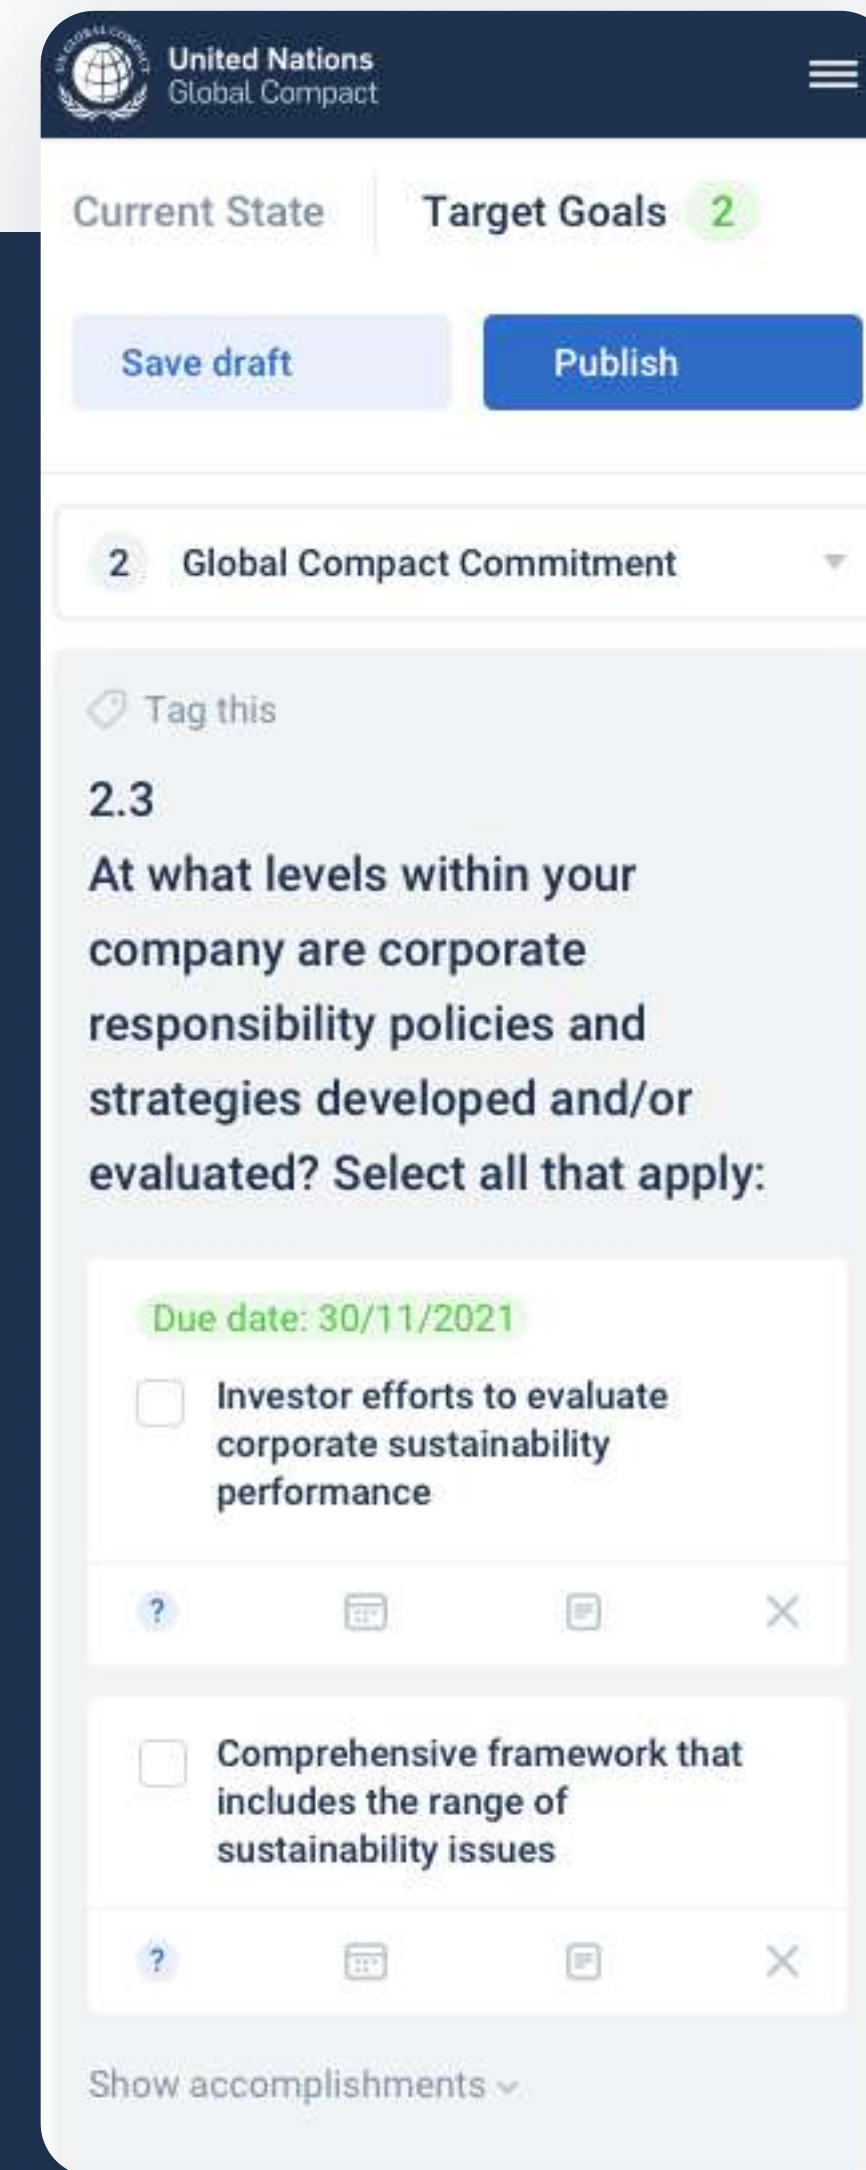 UN GLOBAL COMPACT
United Nations
Global Compact
Current State
Target Goals 2
Save draft
Publish
2 Global Compact Commitment
Tag this
2.3
At what levels within your
company are corporate
responsibility policies and
strategies developed and/or
evaluated? Select all that apply:
Due date: 30/11/2021
Investor efforts to evaluate
corporate sustainability
performance
?
Comprehensive framework that
includes the range of
sustainability issues
?
Show accomplishments